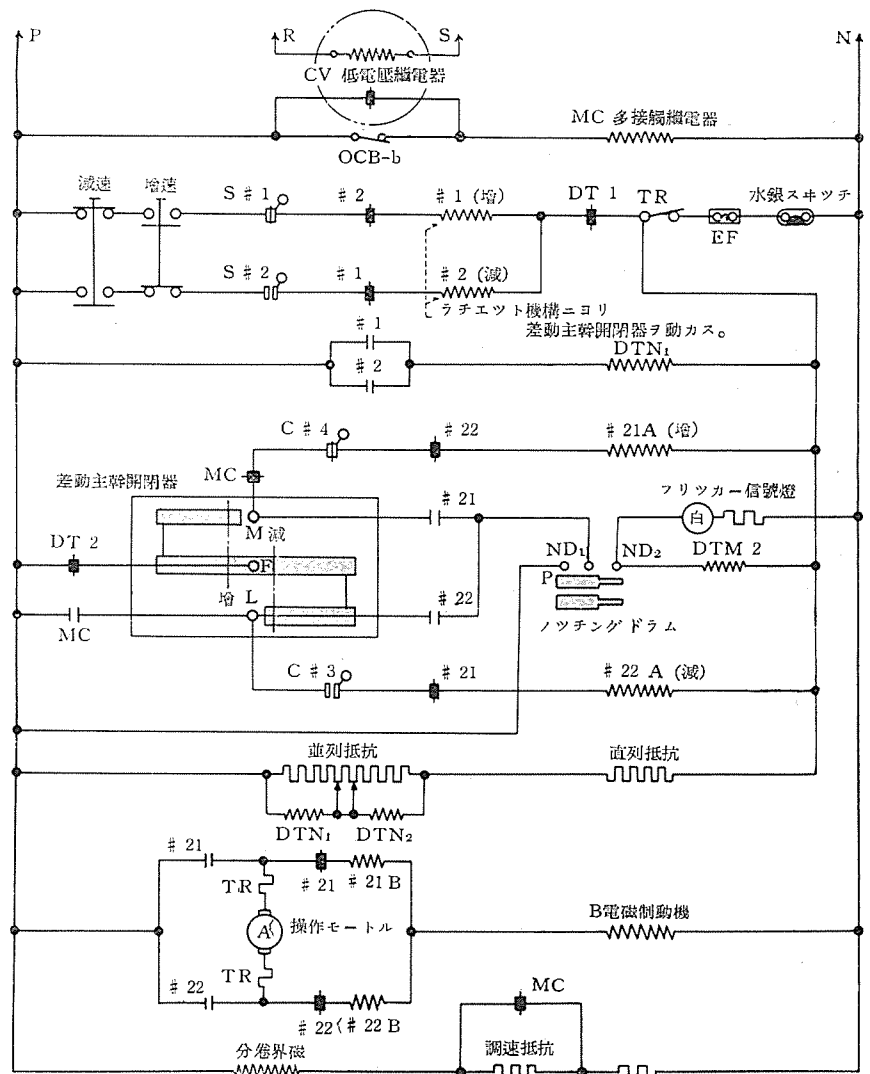 P R S N
CV 低電壓繼電器
OCB-b
MC 多接觸繼電器
減速 增速 S #1 #2 #1 (增) DT 1 TR 水銀スヰツチ
EF
S #2 #1 #2 (減)
ラチエツト機構ニヨリ
差動主幹開閉器ヲ動カス。
#1
#2
DTN₁
C #4 #22 #21A (增)
MC
差動主幹開閉器
#21
フリツカー信號燈
白
M 減
DT 2
F
ND₁ ND₂ DTM 2
P
增 L
#22
MC
ノツチングドラム
C #3 #21 #22 A (減)
並列抵抗 直列抵抗
DTN₁ DTN₂
#21
TR #21 #21 B
A 操作モートル
B電磁制動機
TR
#22
#22 #22 B
MC
分卷界磁 調速抵抗